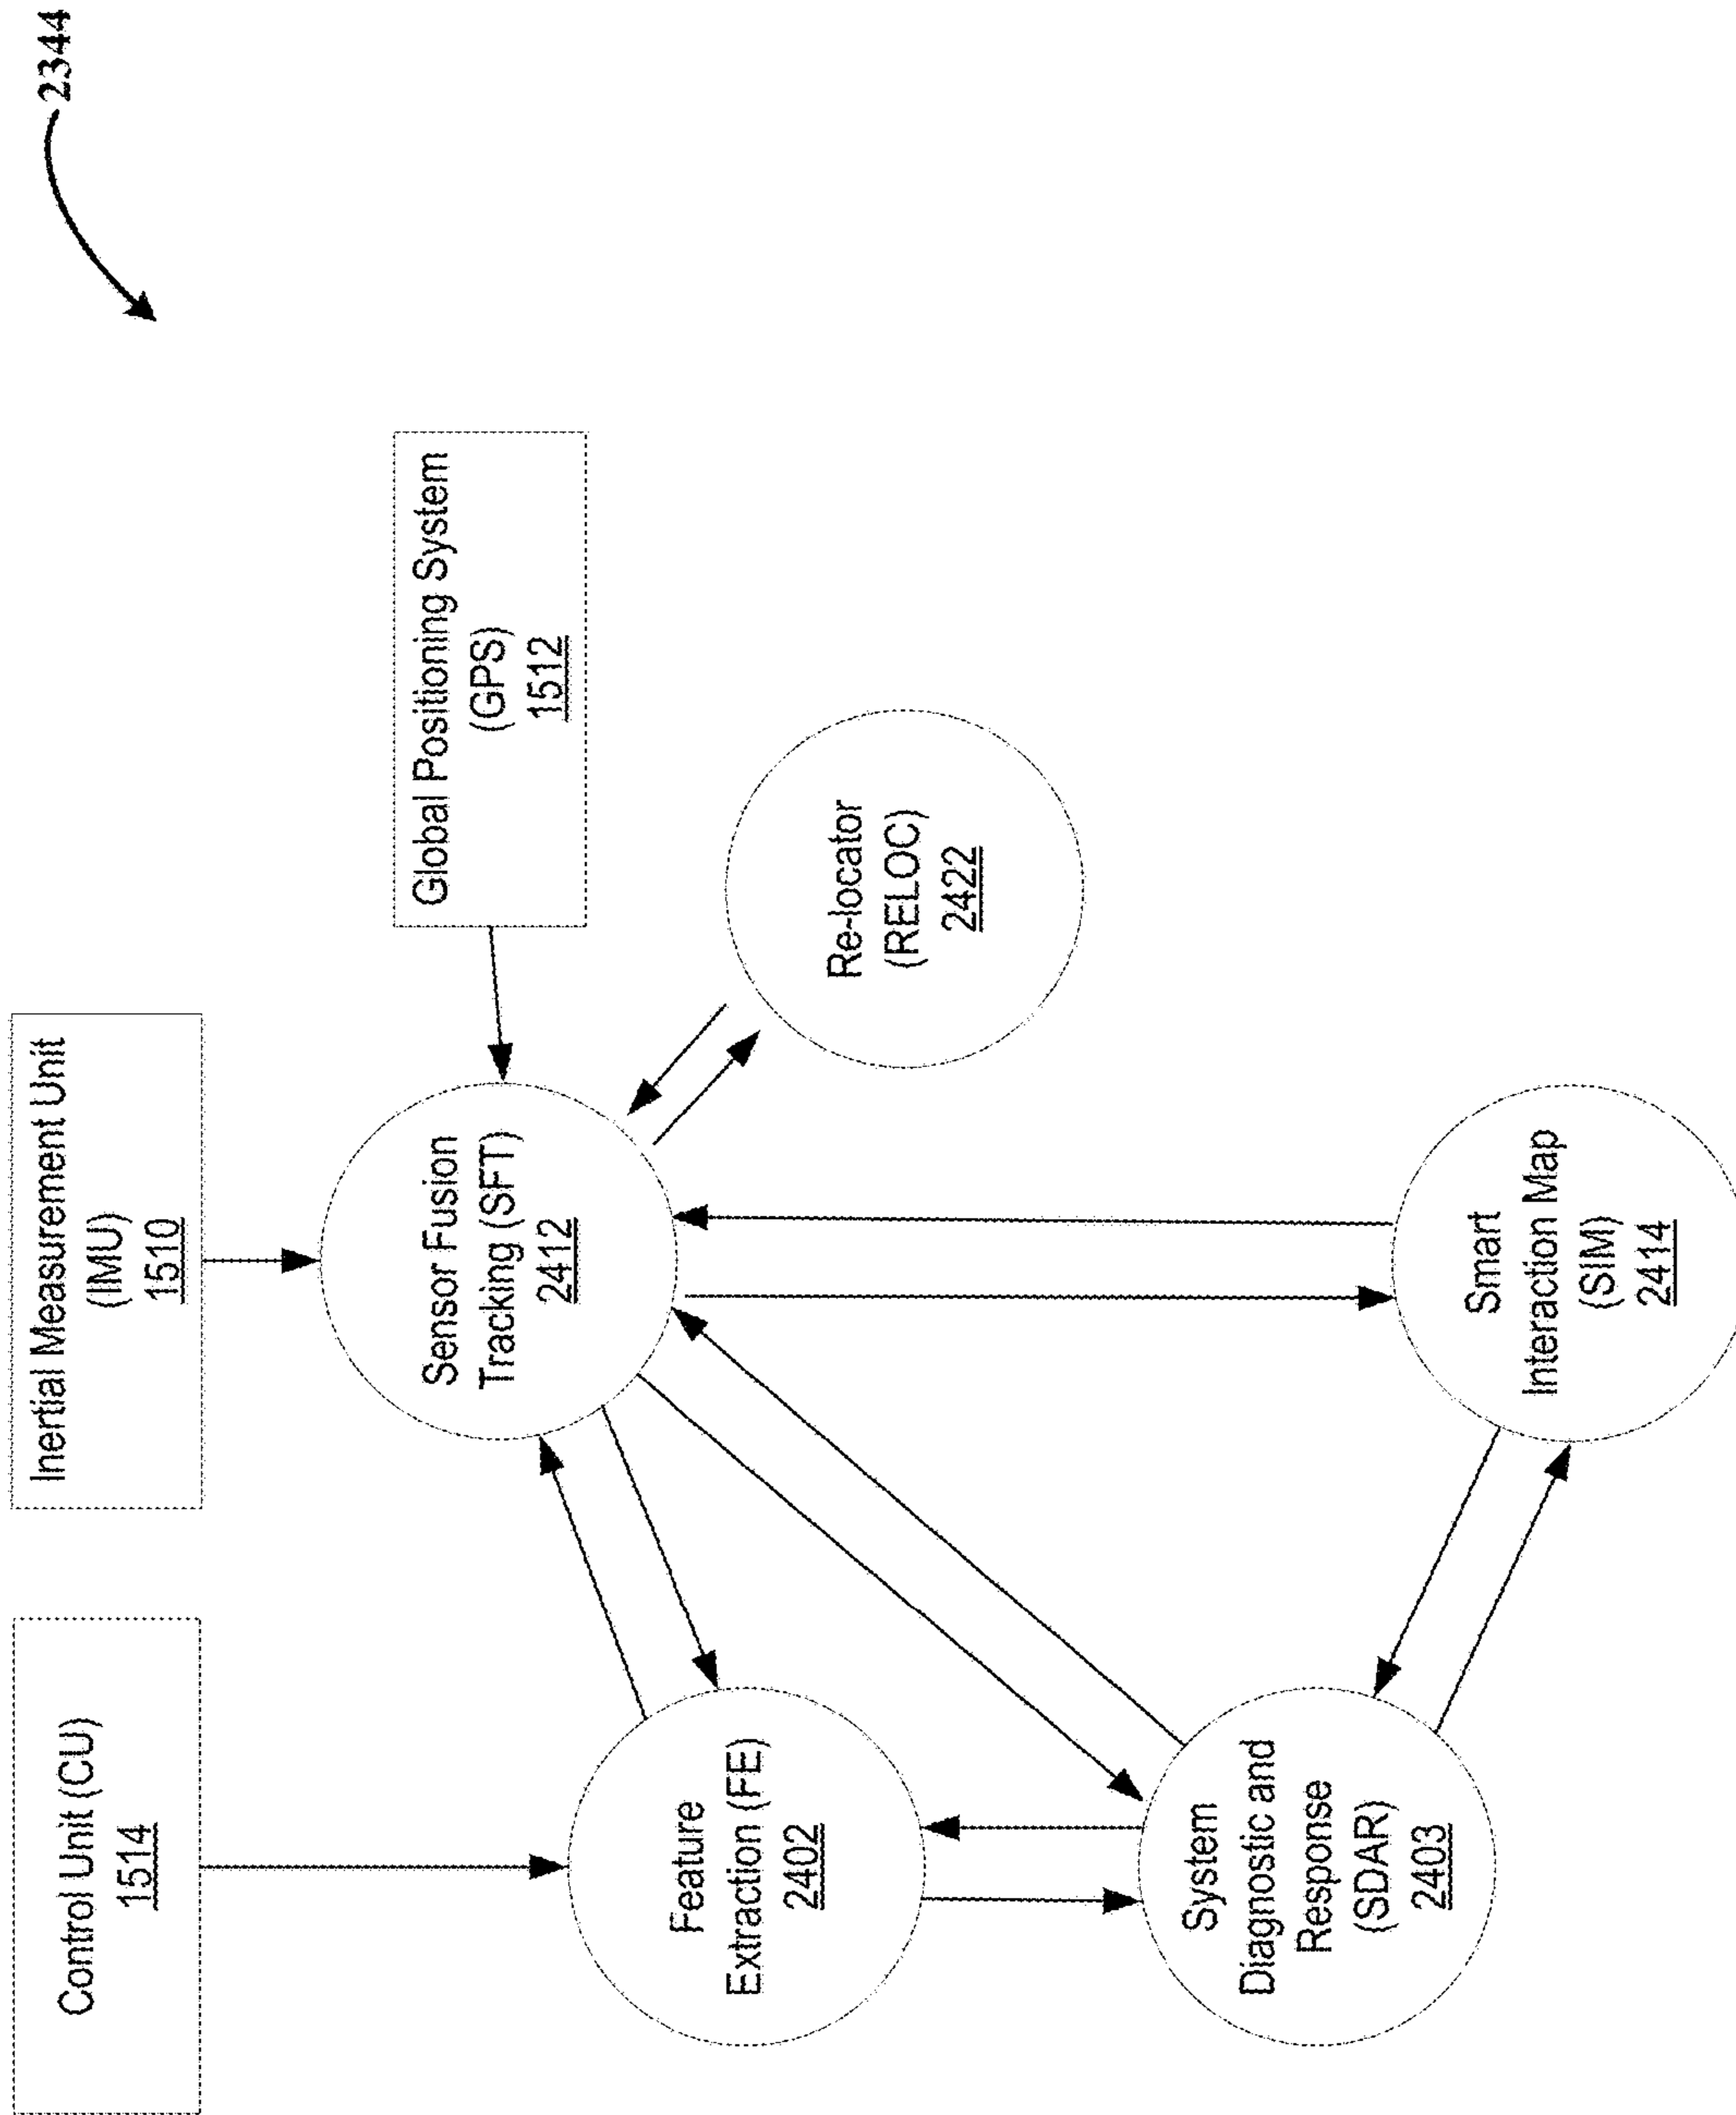 2344
Control Unit (CU)
1514
Inertial Measurement Unit
(IMU)
1510
Global Positioning System
(GPS)
1512
Feature
Extraction (FE)
2402
Sensor Fusion
Tracking (SFT)
2412
Re-locator
(RELOC)
2422
System
Diagnostic and
Response
(SDAR)
2403
Smart
Interaction Map
(SIM)
2414